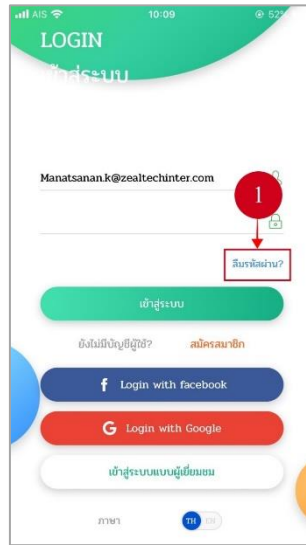 AIS 10:09 52%
LOGIN
เข้าสู่ระบบ
Manatsanan.k@zealtechinter.com
1
ลืมรหัสผ่าน?
เข้าสู่ระบบ
ยังไม่มีบัญชีผู้ใช้? สมัครสมาชิก
f Login with facebook
G Login with Google
เข้าสู่ระบบแบบผู้เยี่ยมชม
ภาษา TH EN